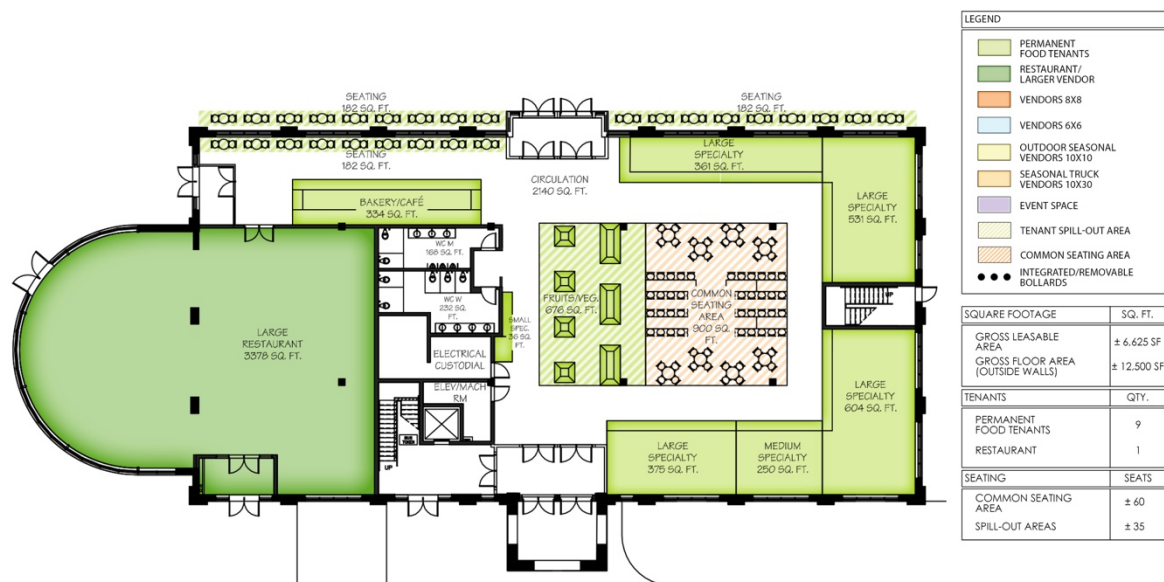 SEATING
182 SQ. FT.
SEATING
182 SQ. FT.
SEATING
182 SQ. FT.
CIRCULATION
2140 SQ. FT.
LARGE
SPECIALTY
361 SQ. FT.
LARGE
SPECIALTY
531 SQ. FT.
BAKERY/CAFÉ
334 SQ. FT.
WC M
168 SQ. FT.
WC W
232 SQ.
FT.
SMALL
SPEC.
36 SQ.
FT.
FRUITS/VEG.
676 SQ. FT.
COMMON
SEATING
AREA
900 SQ. FT.
UP
LARGE
RESTAURANT
3378 SQ. FT.
ELECTRICAL
CUSTODIAL
ELEV/MACH
RM
UP
LARGE
SPECIALTY
604 SQ. FT.
LARGE
SPECIALTY
375 SQ. FT.
MEDIUM
SPECIALTY
250 SQ. FT.
LEGEND
PERMANENT
FOOD TENANTS
RESTAURANT/
LARGER VENDOR
VENDORS 8X8
VENDORS 6X6
OUTDOOR SEASONAL
VENDORS 10X10
SEASONAL TRUCK
VENDORS 10X30
EVENT SPACE
TENANT SPILL-OUT AREA
COMMON SEATING AREA
INTEGRATED/REMOVABLE
BOLLARDS
SQUARE FOOTAGE SQ. FT.
GROSS LEASABLE
AREA ± 6.625 SF
GROSS FLOOR AREA
(OUTSIDE WALLS) ± 12.500 SF
TENANTS QTY.
PERMANENT
FOOD TENANTS 9
RESTAURANT 1
SEATING SEATS
COMMON SEATING
AREA ± 60
SPILL-OUT AREAS ± 35